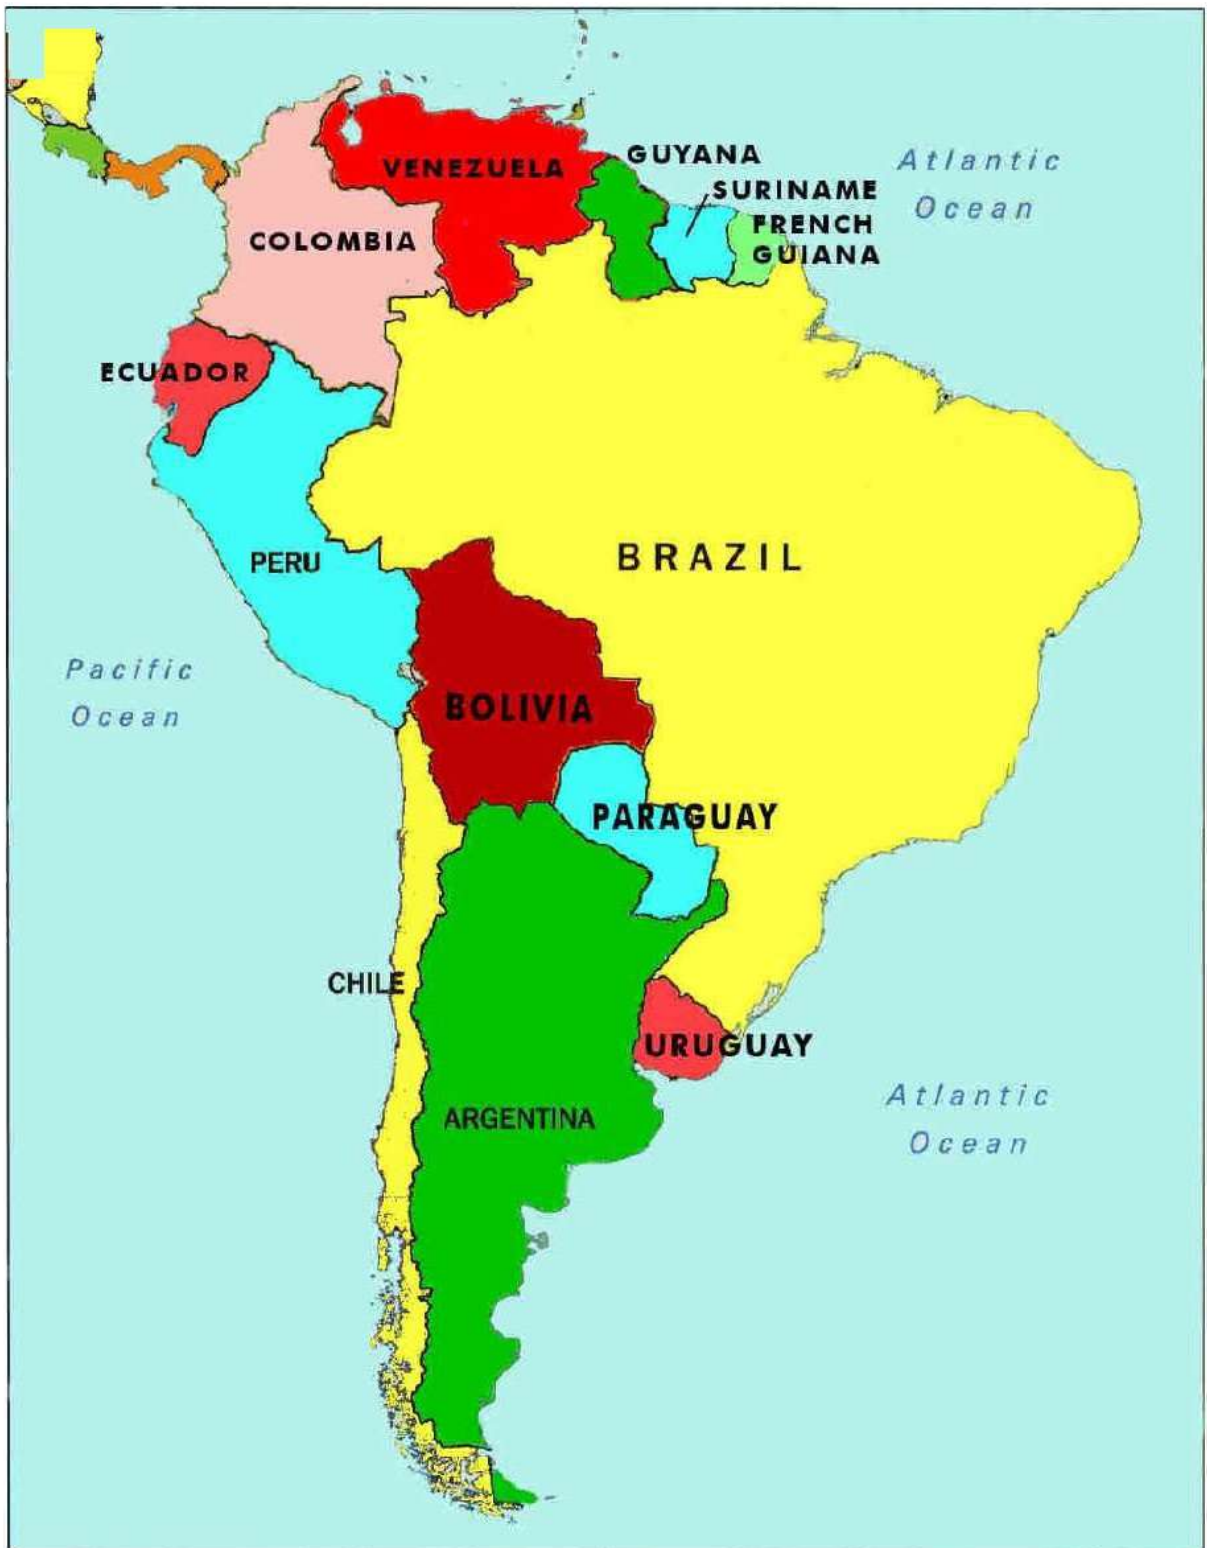 GUYANA
Atlantic
Ocean
VENEZUELA
SURINAME
FRENCH
GUIANA
COLOMBIA
ECUADOR
PERU
BRAZIL
Pacific
Ocean
BOLIVIA
PARAGUAY
CHILE
URUGUAY
ARGENTINA
Atlantic
Ocean